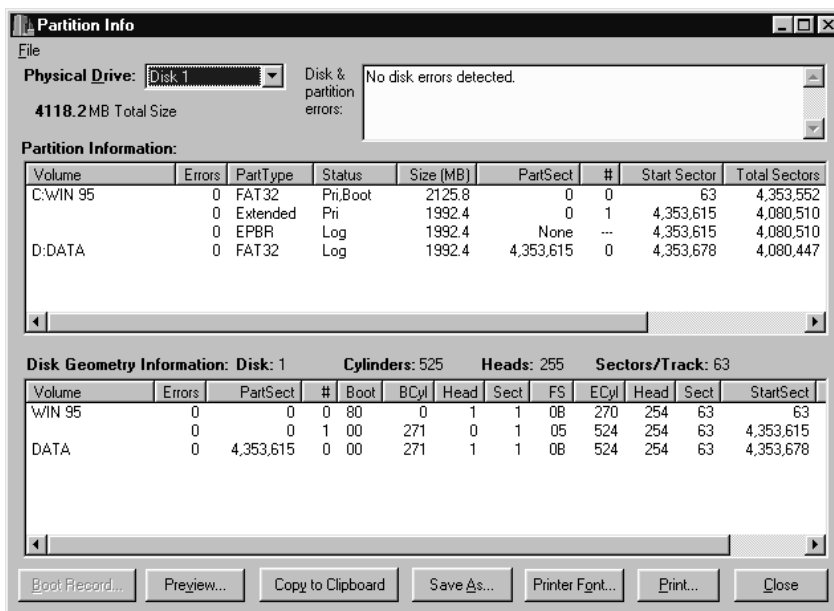 Partition Info
File
Physical Drive: Disk 1
4118.2 MB Total Size
Disk & partition errors:
No disk errors detected.
Partition Information:
Volume Errors PartType Status Size (MB) PartSect # Start Sector Total Sectors
C:WIN 95 0 FAT32 Pri,Boot 2125.8 0 0 63 4,353,552
0 Extended Pri 1992.4 0 1 4,353,615 4,080,510
0 EPBR Log 1992.4 None --- 4,353,615 4,080,510
D:DATA 0 FAT32 Log 1992.4 4,353,615 0 4,353,678 4,080,447
Disk Geometry Information: Disk: 1 Cylinders: 525 Heads: 255 Sectors/Track: 63
Volume Errors PartSect # Boot BCyl Head Sect FS ECyl Head Sect StartSect
WIN 95 0 0 0 80 0 1 1 0B 270 254 63 63
0 0 1 00 271 0 1 05 524 254 63 4,353,615
DATA 0 4,353,615 0 00 271 1 1 0B 524 254 63 4,353,678
Boot Record... Preview... Copy to Clipboard Save As... Printer Font... Print... Close